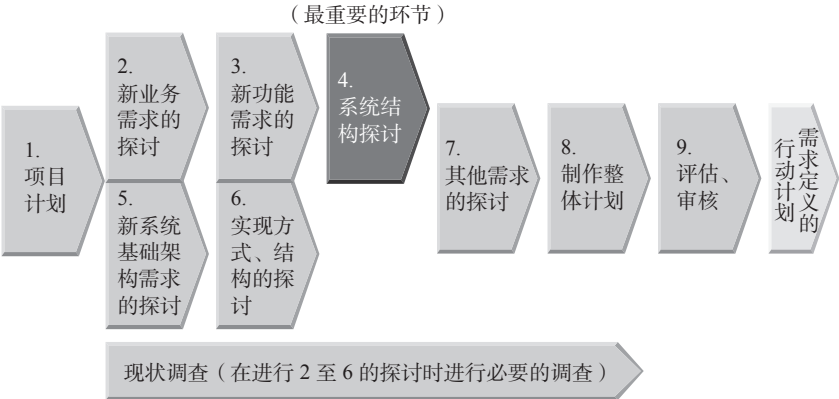 （最重要的环节）
1.
项目
计划
2.
新业务
需求的
探讨
3.
新功能
需求的
探讨
4.
系统结
构探讨
5.
新系统
基础架
构需求
的探讨
6.
实现方
式、结
构的探
讨
7.
其他需求
的探讨
8.
制作整
体计划
9.
评估、
审核
需求定义的
行动计划
现状调查（在进行 2 至 6 的探讨时进行必要的调查）